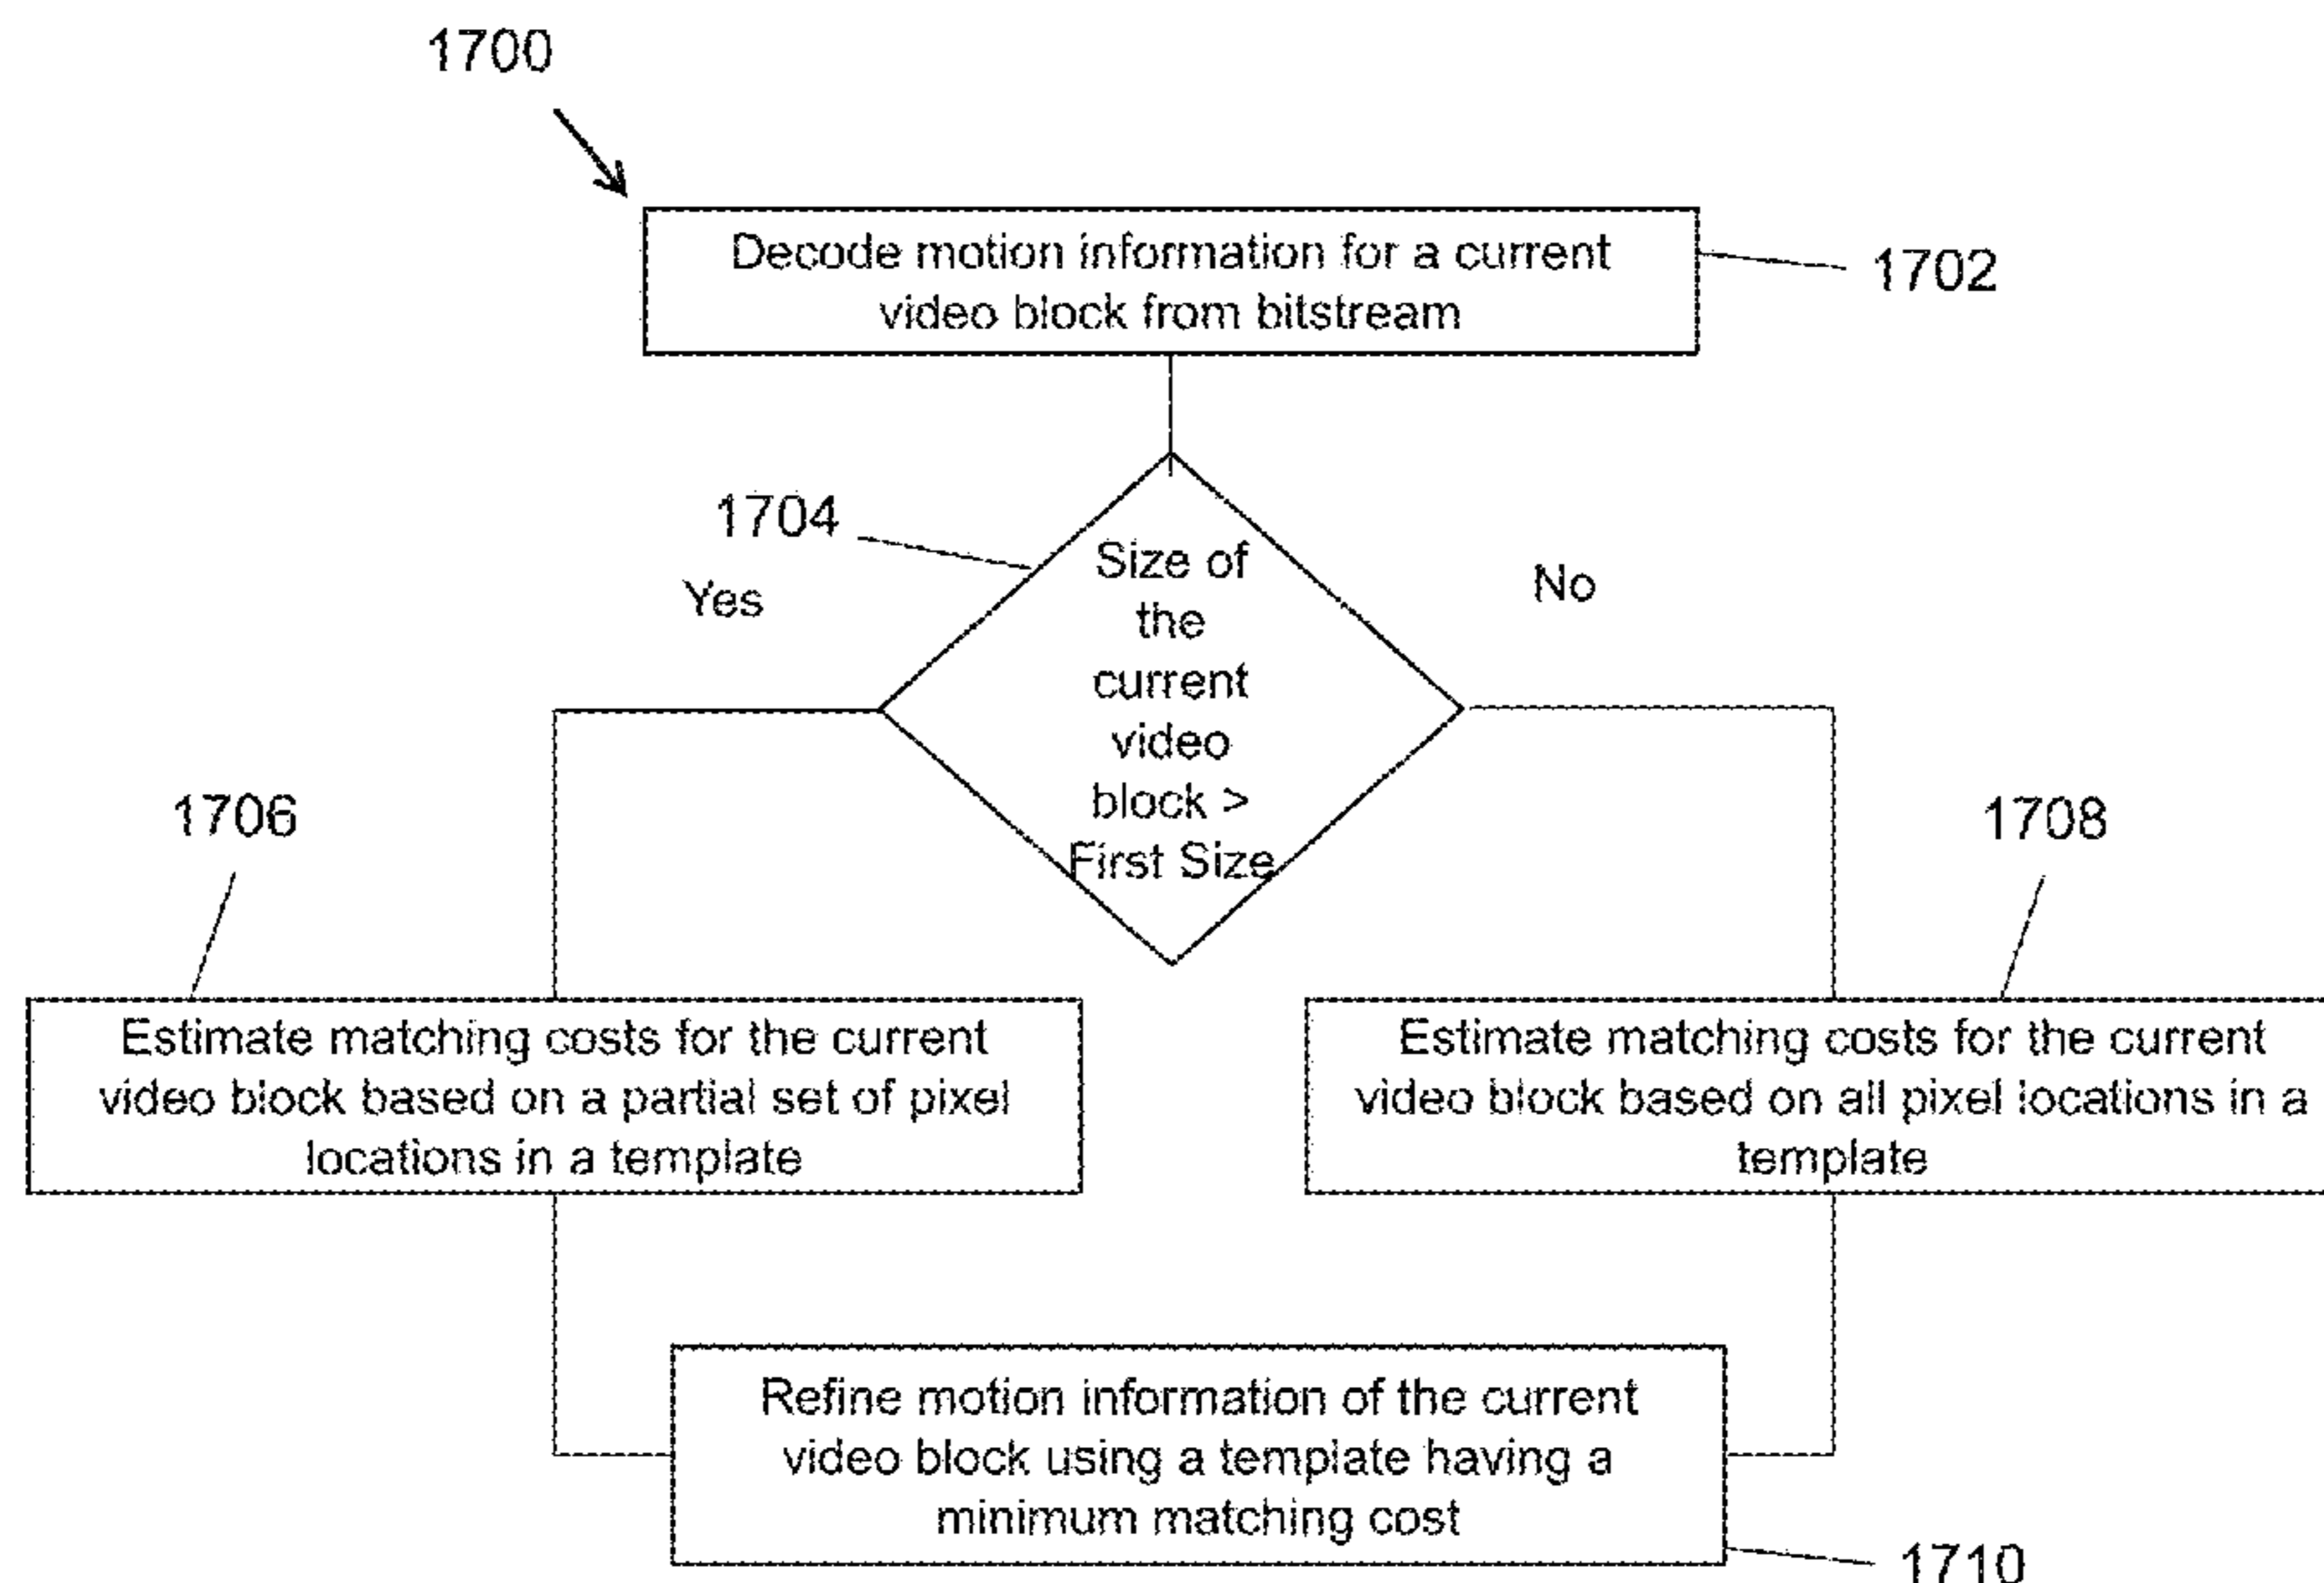 1700
Decode motion information for a current
video block from bitstream
1702
1704
Yes
Size of
the
current
video
block >
First Size
No
1706
1708
Estimate matching costs for the current
video block based on a partial set of pixel
locations in a template
Estimate matching costs for the current
video block based on all pixel locations in a
template
Refine motion information of the current
video block using a template having a
minimum matching cost
1710